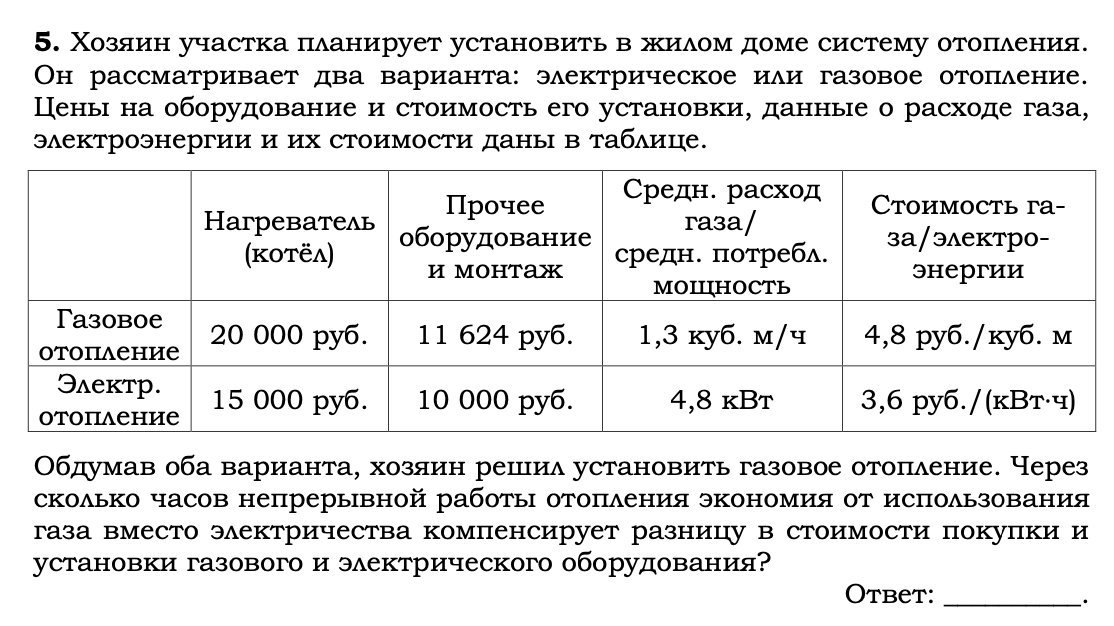 5. Хозяин участка планирует установить в жилом доме систему отопления.
Он рассматривает два варианта: электрическое или газовое отопление.
Цены на оборудование и стоимость его установки, данные о расходе газа,
электроэнергии и их стоимости даны в таблице.
Нагреватель
(котёл)
Прочее
оборудование
и монтаж
Средн. расход
газа/
средн. потребл.
мощность
Стоимость га-
за/электро-
энергии
Газовое
отопление
20 000 руб.
11 624 руб.
1,3 куб. м/ч
4,8 руб./куб. м
Электр.
отопление
15 000 руб.
10 000 руб.
4,8 кВт
3,6 руб./(кВт·ч)
Обдумав оба варианта, хозяин решил установить газовое отопление. Через
сколько часов непрерывной работы отопления экономия от использования
газа вместо электричества компенсирует разницу в стоимости покупки и
установки газового и электрического оборудования?
Ответ: __________.